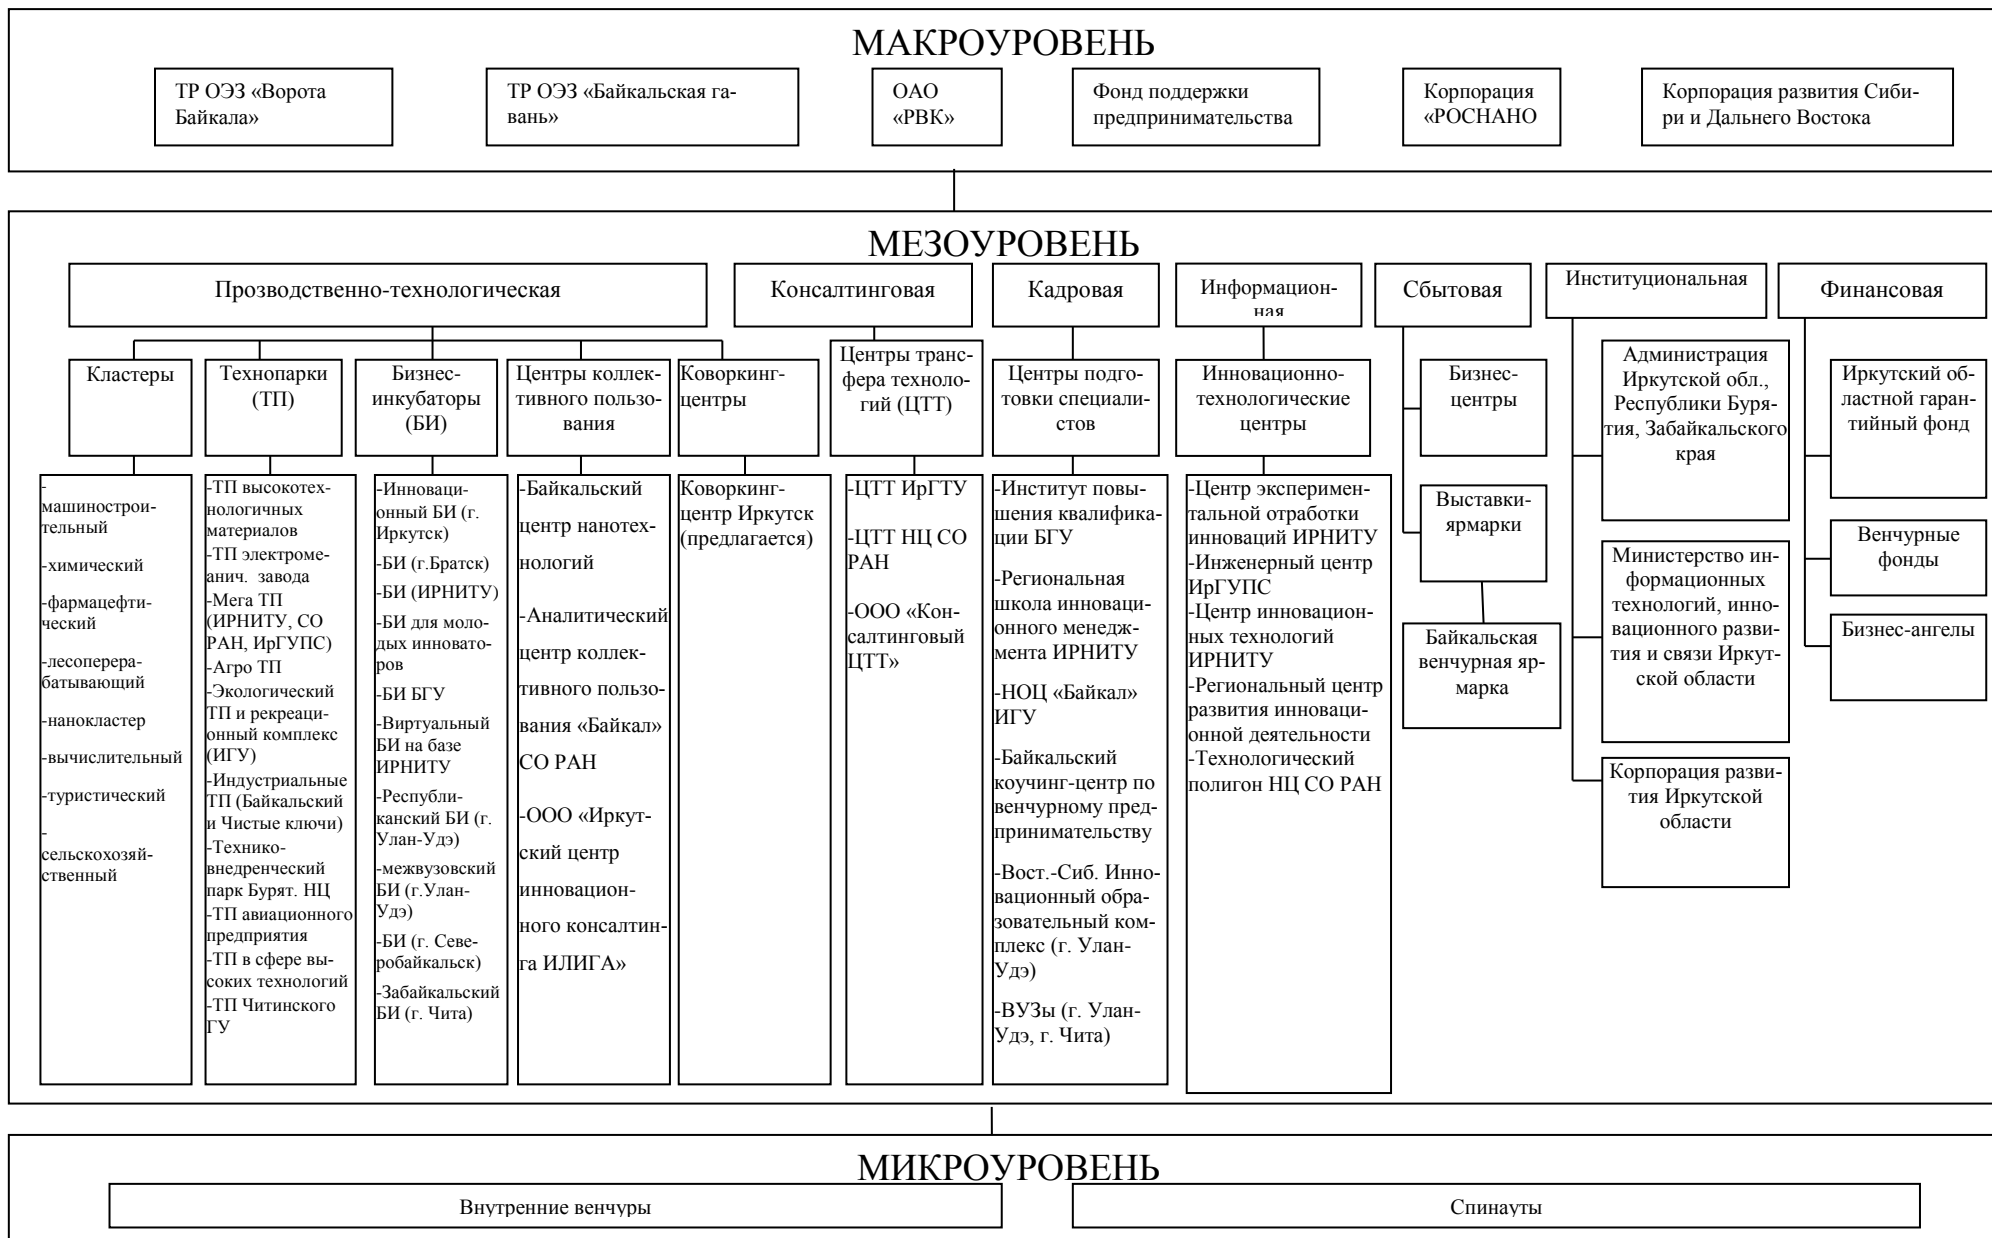 МАКРОУРОВЕНЬ
ТР ОЭЗ «Ворота
Байкала»
ТР ОЭЗ «Байкальская га-
вань»
ОАО
«РВК»
Фонд поддержки
предпринимательства
Корпорация
«РОСНАНО
Корпорация развития Сиби-
ри и Дальнего Востока
МЕЗОУРОВЕНЬ
Прозводственно-технологическая
Консалтинговая
Кадровая
Информацион-
ная
Сбытовая
Институциональная
Финансовая
Кластеры
Технопарки
(ТП)
Бизнес-
инкубаторы
(БИ)
Центры коллек-
тивного пользо-
вания
Коворкинг-
центры
Центры транс-
фера техноло-
гий (ЦТТ)
Центры подго-
товки специали-
стов
Инновационно-
технологические
центры
Бизнес-
центры
Выставки-
ярмарки
Байкальская
венчурная яр-
марка
Администрация
Иркутской обл.,
Республики Буря-
тия, Забайкальского
края
Министерство ин-
формационных
технологий, инно-
вационного разви-
тия и связи Иркут-
ской области
Корпорация разви-
тия Иркутской
области
Иркутский об-
ластной гаран-
тийный фонд
Венчурные
фонды
Бизнес-ангелы
-
машинострои-
тельный
-химический
-фармацефти-
ческий
-лесоперера-
батывающий
-нанокластер
-вычислительный
-туристический
-
сельскохозяй-
ственный
-ТП высокотех-
нологичных
материалов
-ТП электроме-
анич. завода
-Мега ТП
(ИРНИТУ, СО
РАН, ИрГУПС)
-Агро ТП
-Экологический
ТП и рекреаци-
онный комплекс
(ИГУ)
-Индустриальные
ТП (Байкальский
и Чистые ключи)
-Технико-
внедренческий
парк Бурят. НЦ
-ТП авиационного
предприятия
-ТП в сфере вы-
соких технологий
-ТП Читинского
ГУ
-Инноваци-
онный БИ (г.
Иркутск)
-БИ (г.Братск)
-БИ (ИРНИТУ)
-БИ для моло-
дых инновато-
ров
-БИ БГУ
-Виртуальный
БИ на базе
ИРНИТУ
-Республи-
канский БИ (г.
Улан-Удэ)
-межвузовский
БИ (г.Улан-
Удэ)
-БИ (г. Севе-
робайкальск)
-Забайкальский
БИ (г. Чита)
-Байкальский
центр нанотех-
нологий
-Аналитический
центр коллек-
тивного пользо-
вания «Байкал»
СО РАН
-ООО «Иркут-
ский центр
инновацион-
ного консалтин-
га ИЛИГА»
Коворкинг-
центр Иркутск
(предлагается)
-ЦТТ ИрГТУ
-ЦТТ НЦ СО
РАН
-ООО «Кон-
салтинговый
ЦТТ»
-Институт повы-
шения квалифика-
ции БГУ
-Региональная
школа инноваци-
онного менедж-
мента ИРНИТУ
-НОЦ «Байкал»
ИГУ
-Байкальский
коучинг-центр по
венчурному пред-
принимательству
-Вост.-Сиб. Инно-
вационный обра-
зовательный ком-
плекс (г. Улан-
Удэ)
-ВУЗы (г. Улан-
Удэ, г. Чита)
-Центр эксперимен-
тальной отработки
инноваций ИРНИТУ
-Инженерный центр
ИрГУПС
-Центр инновацион-
ных технологий
ИРНИТУ
-Региональный центр
развития инноваци-
онной деятельности
-Технологический
полигон НЦ СО РАН
МИКРОУРОВЕНЬ
Внутренние венчуры
Спинауты